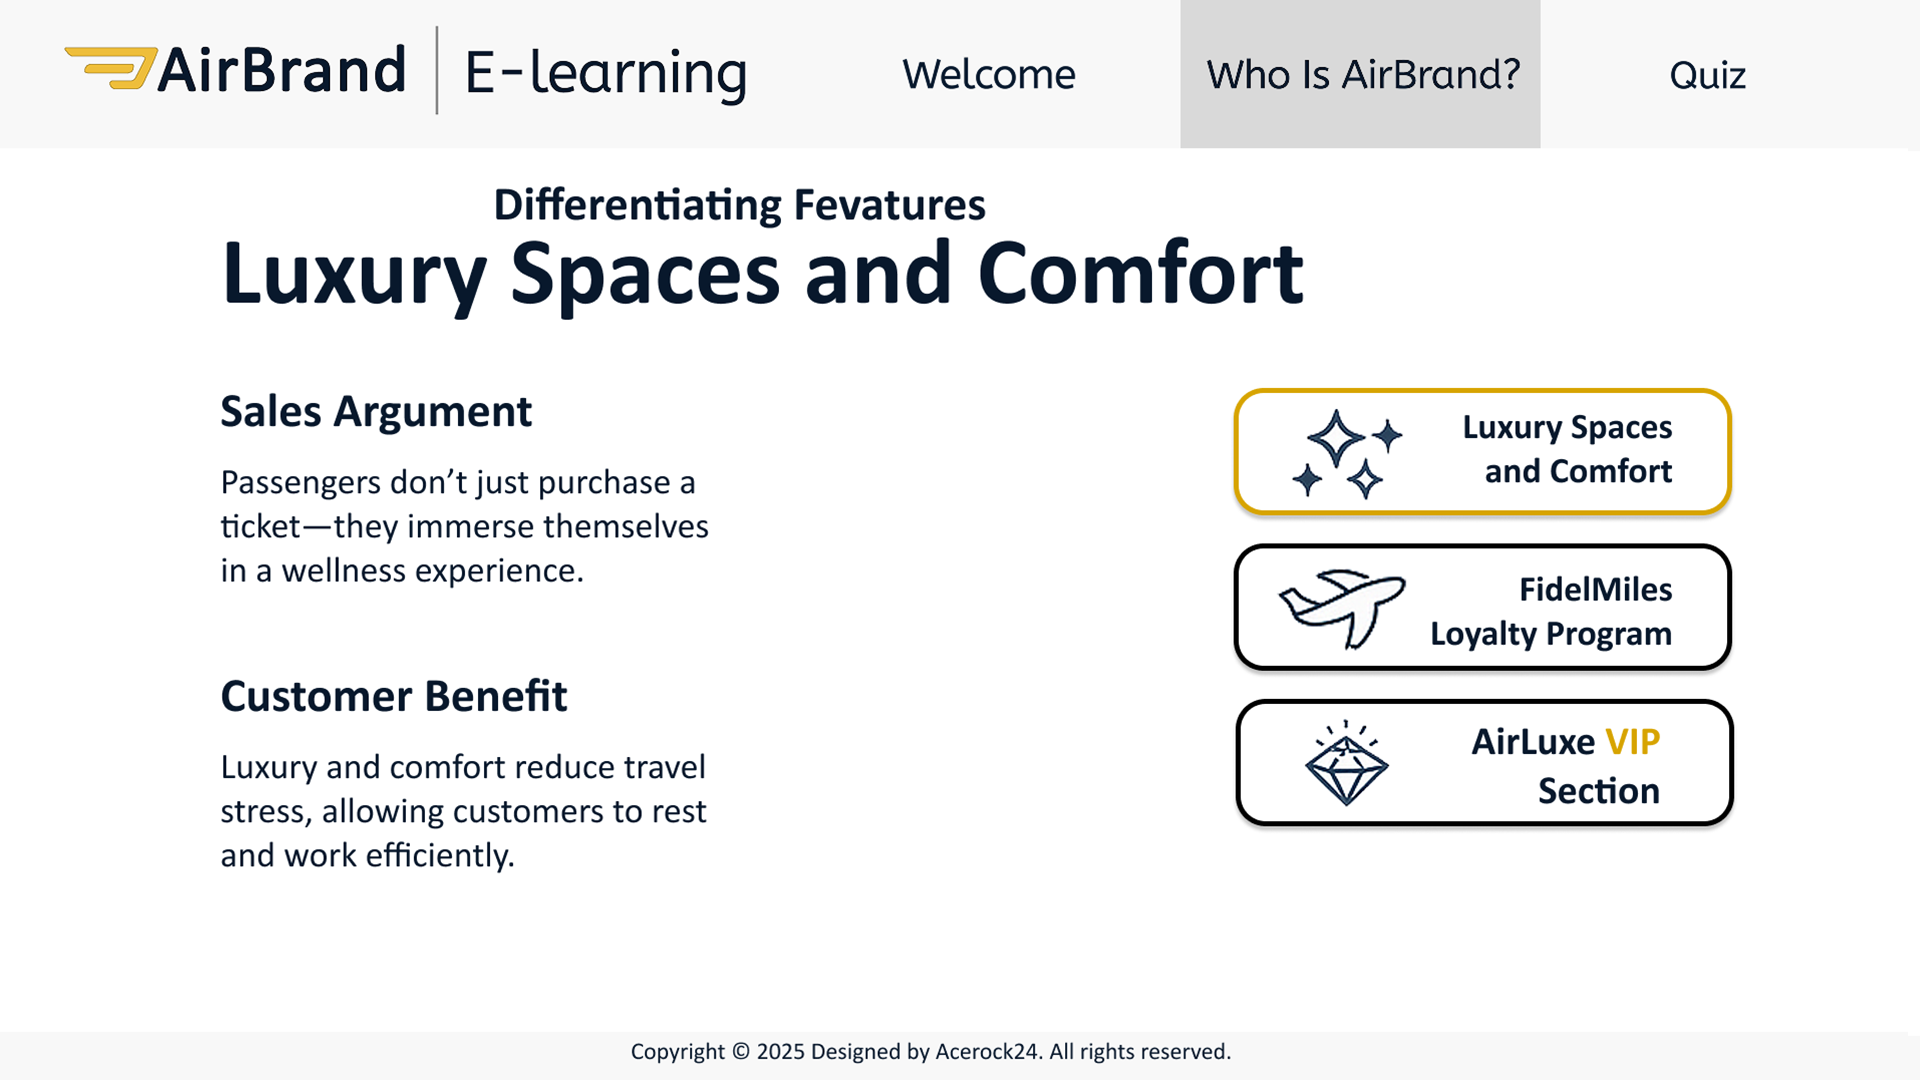 AirBrand
E-learning
Welcome
Who Is AirBrand?
Quiz
Differentiating Fevatures
Luxury Spaces and Comfort
Sales Argument
Passengers don’t just purchase a
ticket—they immerse themselves
in a wellness experience.
Customer Benefit
Luxury and comfort reduce travel
stress, allowing customers to rest
and work efficiently.
Luxury Spaces
and Comfort
FidelMiles
Loyalty Program
AirLuxe VIP
Section
Copyright © 2025 Designed by Acerock24. All rights reserved.